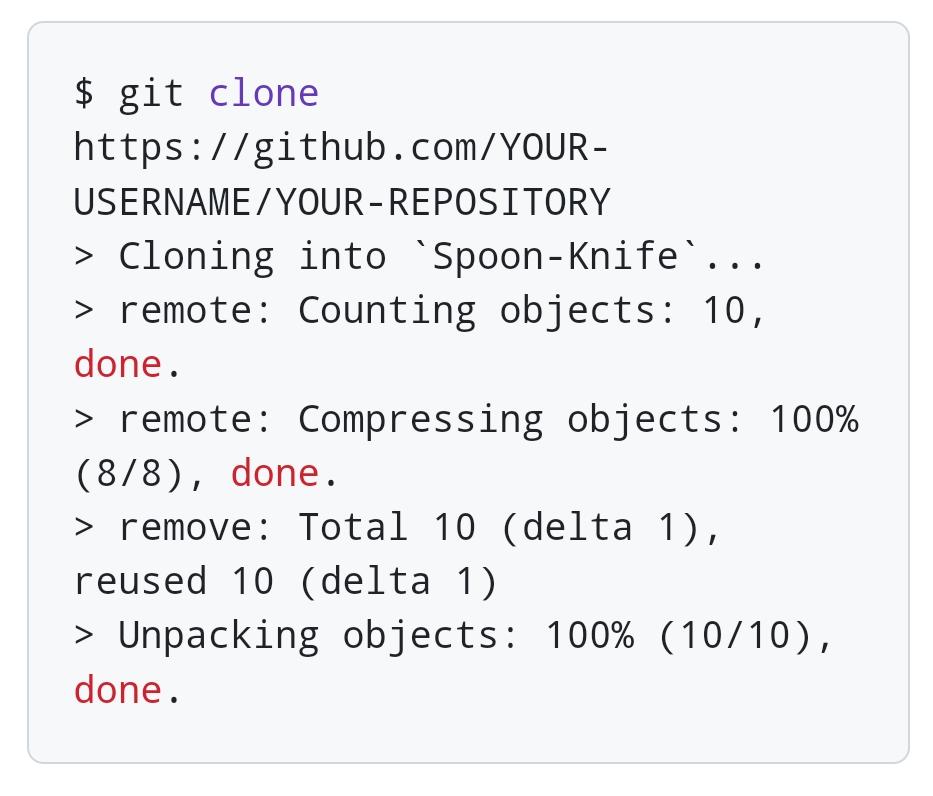 $ git clone
https://github.com/YOUR-
USERNAME/YOUR-REPOSITORY
> Cloning into `Spoon-Knife`...
> remote: Counting objects: 10,
done.
> remote: Compressing objects: 100%
(8/8), done.
> remove: Total 10 (delta 1),
reused 10 (delta 1)
> Unpacking objects: 100% (10/10),
done.